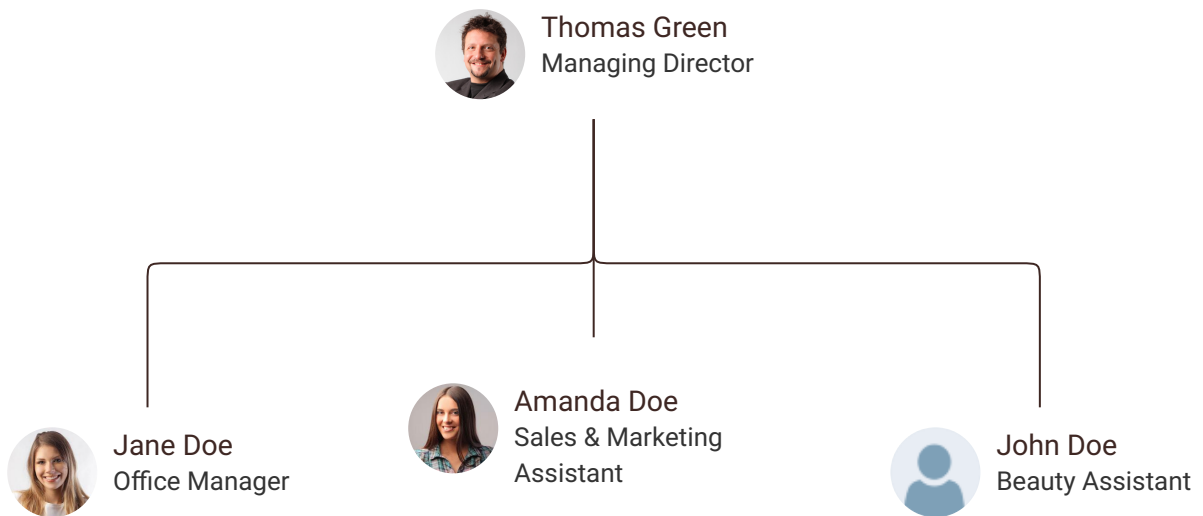 Thomas Green
Managing Director
Jane Doe
Office Manager
Amanda Doe
Sales & Marketing
Assistant
John Doe
Beauty Assistant